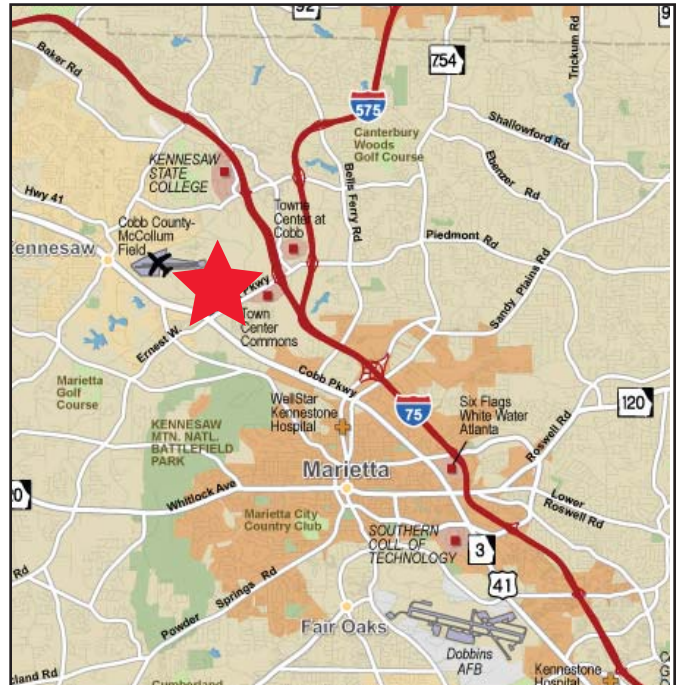 92
9
Baker Rd
754
Trickum Rd
575
Canterbury
Woods
Golf Course
Shallowford Rd
KENNESAW
STATE
COLLEGE
Bells Ferry Rd
Ebenezer Rd
Hwy 41
Towne
Center at
Cobb
Cobb County-
McCollum
Field
Kennesaw
Piedmont Rd
Sandy Plains Rd
Pkwy
Town
Center
Commons
Ernest W.
Cobb Pkwy
Marietta
Golf
Course
WellStar
Kennestone
Hospital
75
Six Flags
White Water
Atlanta
120
KENNESAW
MTN. NATL.
BATTLEFIELD
PARK
Roswell Rd
Marietta
Whitlock Ave
Lower
Roswell Rd
Marietta City
Country Club
SOUTHERN
COLL. OF
TECHNOLOGY
3
41
Powder Springs Rd
Rd
Fair Oaks
Dobbins
AFB
land Rd
Cumberland
Kennestone
Hospital